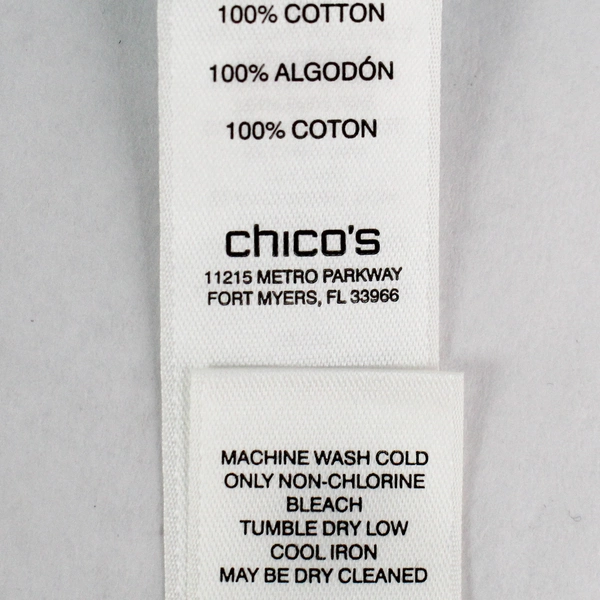 100% COTTON
100% ALGODÓN
100% COTON
chico's
11215 METRO PARKWAY
FORT MYERS, FL 33966
MACHINE WASH COLD
ONLY NON-CHLORINE
BLEACH
TUMBLE DRY LOW
COOL IRON
MAY BE DRY CLEANED